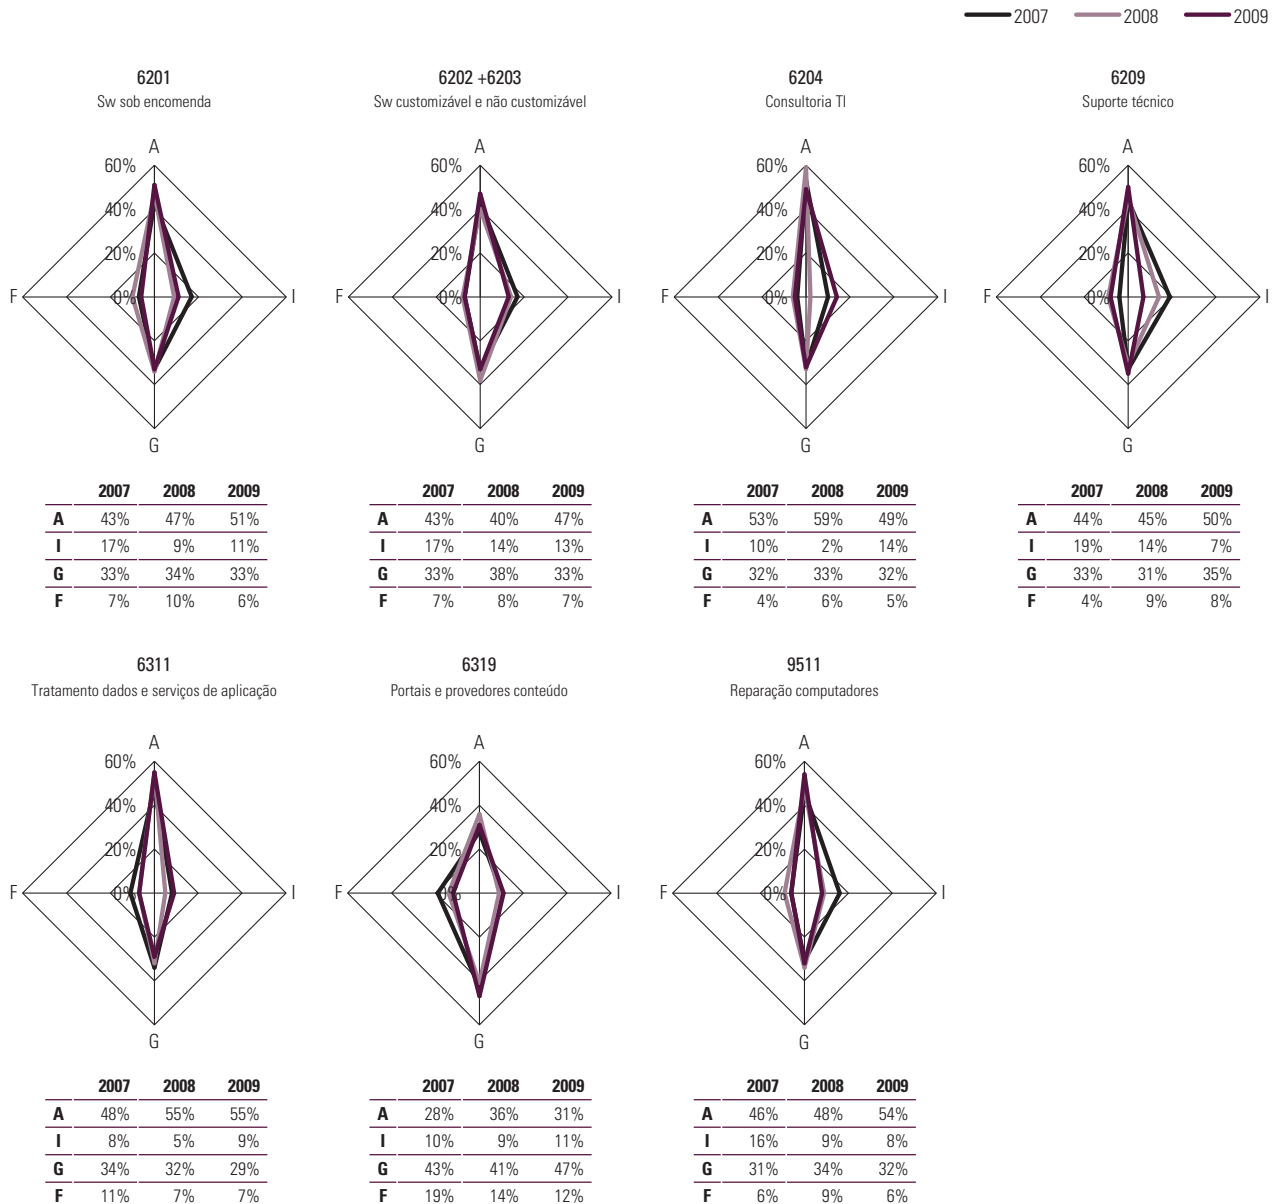 2007 2008 2009
6201
Sw sob encomenda
A
60%
40%
20%
0%
F
I
G
2007 2008 2009
A 43% 47% 51%
I 17% 9% 11%
G 33% 34% 33%
F 7% 10% 6%
6202 +6203
Sw customizável e não customizável
A
60%
40%
20%
0%
F
I
G
2007 2008 2009
A 43% 40% 47%
I 17% 14% 13%
G 33% 38% 33%
F 7% 8% 7%
6204
Consultoria TI
A
60%
40%
20%
0%
F
I
G
2007 2008 2009
A 53% 59% 49%
I 10% 2% 14%
G 32% 33% 32%
F 4% 6% 5%
6209
Suporte técnico
A
60%
40%
20%
0%
F
I
G
2007 2008 2009
A 44% 45% 50%
I 19% 14% 7%
G 33% 31% 35%
F 4% 9% 8%
6311
Tratamento dados e serviços de aplicação
A
60%
40%
20%
0%
F
I
G
2007 2008 2009
A 48% 55% 55%
I 8% 5% 9%
G 34% 32% 29%
F 11% 7% 7%
6319
Portais e provedores conteúdo
A
60%
40%
20%
0%
F
I
G
2007 2008 2009
A 28% 36% 31%
I 10% 9% 11%
G 43% 41% 47%
F 19% 14% 12%
9511
Reparação computadores
A
60%
40%
20%
0%
F
I
G
2007 2008 2009
A 46% 48% 54%
I 16% 9% 8%
G 31% 34% 32%
F 6% 9% 6%